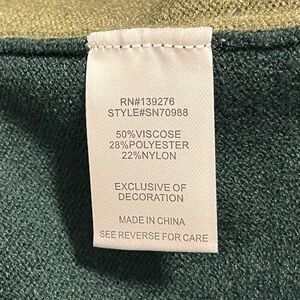 RN#139276
STYLE#SN70988
50%VISCOSE
28%POLYESTER
22%NYLON
EXCLUSIVE OF
DECORATION
MADE IN CHINA
SEE REVERSE FOR CARE